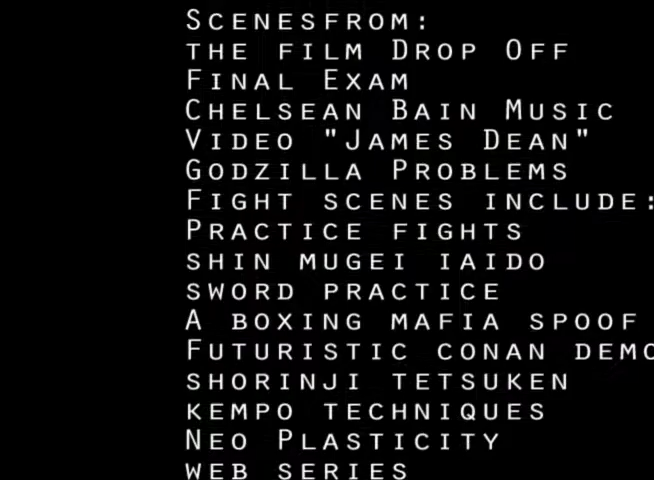 Scenesfrom:
the film Drop Off
Final Exam
Chelsean Bain Music
Video "James Dean"
Godzilla Problems
Fight scenes include:
Practice fights
shin mugei iaido
sword practice
A boxing mafia spoof
Futuristic conan demo
shorinji tetsuken
kempo techniques
Neo Plasticity
web series